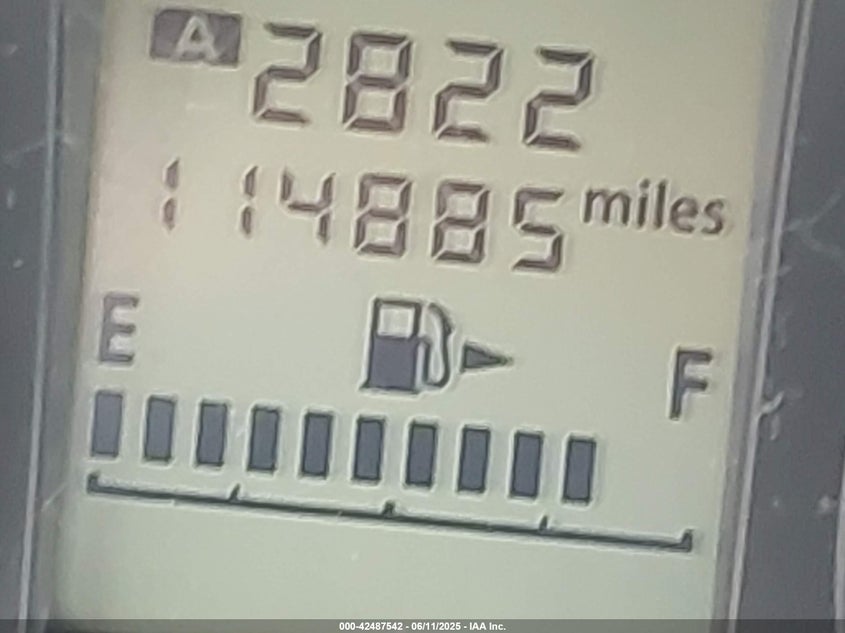 A 2822
114885 miles
E F
000-42487542 - 06/11/2025 - IAA Inc.